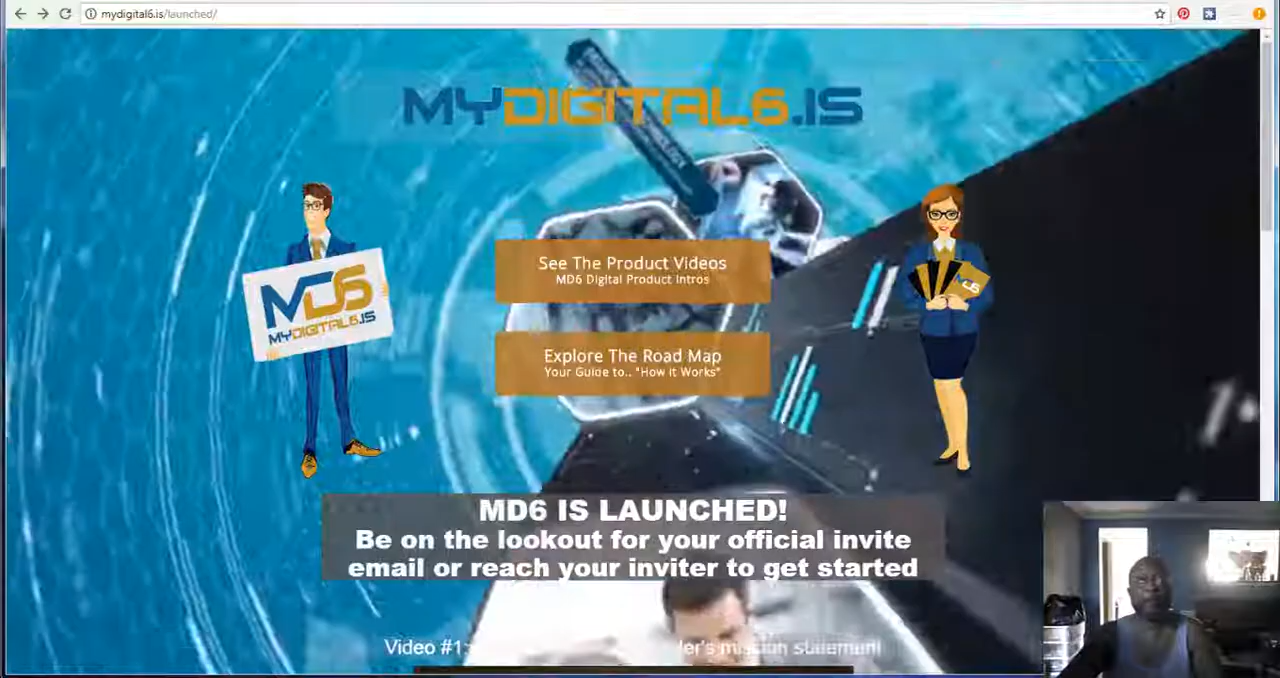 mydigital6.is/launched/
MYDIGITAL6.IS
MD6
MYDIGITAL6.IS
See The Product Videos
MD6 Digital Product Intros
MD6
Explore The Road Map
Your Guide to.. "How it Works"
MD6 IS LAUNCHED!
Be on the lookout for your official invite
email or reach your inviter to get started
Video #1: mission statement